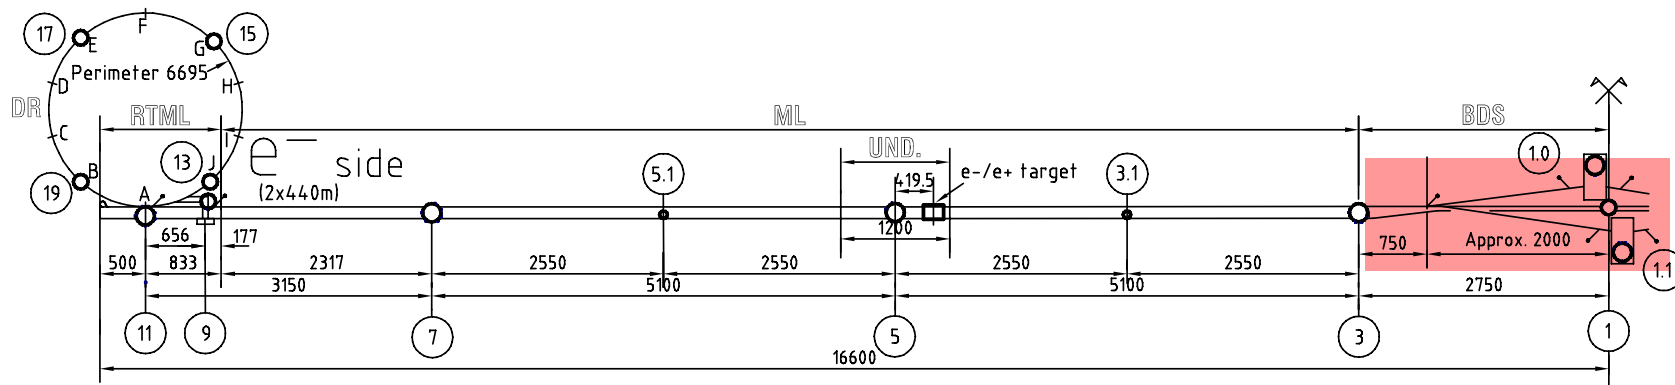 F
17
E
G
15
Perimeter 6695
D
H
DR
RTML
ML
BDS
C
I
e⁻ side
UND.
1.0
13
J
5.1
3.1
B
19
A
(2x440m)
419.5
e-/e+ target
656
177
1200
750
Approx. 2000
500
833
2317
2550
2550
2550
2550
1.1
3150
5100
5100
2750
11
9
7
5
3
1
16600